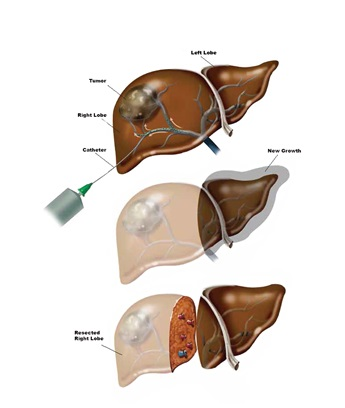 Left Lobe
Tumor
Right Lobe
Catheter
New Growth
Resected
Right Lobe